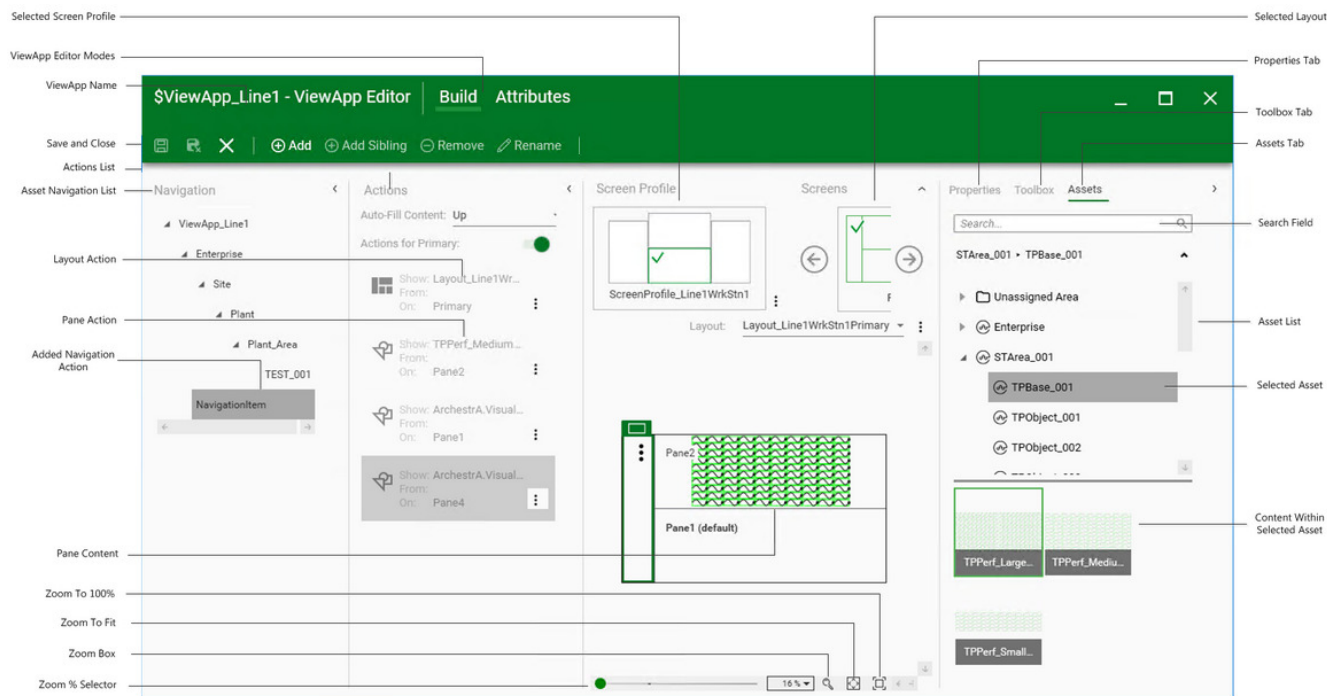 Selected Screen Profile
Selected Layout
ViewApp Editor Modes
Properties Tab
ViewApp Name
$ViewApp_Line1 - ViewApp Editor
Build
Attributes
Toolbox Tab
Save and Close
Add
Add Sibling
Remove
Rename
Assets Tab
Actions List
Asset Navigation List
Navigation
Actions
Screen Profile
Screens
Properties
Toolbox
Assets
Auto-Fill Content: Up
Search...
Search Field
ViewApp_Line1
Actions for Primary:
Enterprise
STArea_001 ▸ TPBase_001
Layout Action
Show: Layout_Line1Wr...
From:
On: Primary
Site
ScreenProfile_Line1WrkStn1
F
Unassigned Area
Pane Action
Plant
Layout: Layout_Line1WrkStn1Primary
Enterprise
Asset List
Added Navigation
Action
Plant_Area
Show: TPPerf_Medium...
From:
On: Pane2
STArea_001
TEST_001
TPBase_001
Selected Asset
NavigationItem
Show: ArchestrA.Visual...
From:
On: Pane1
TPObject_001
TPObject_002
Pane2
Show: ArchestrA.Visual...
From:
On: Pane4
Pane1 (default)
Content Within
Selected Asset
Pane Content
TPPerf_Large...
TPPerf_Mediu...
Zoom To 100%
Zoom To Fit
Zoom Box
TPPerf_Small...
Zoom % Selector
16 %